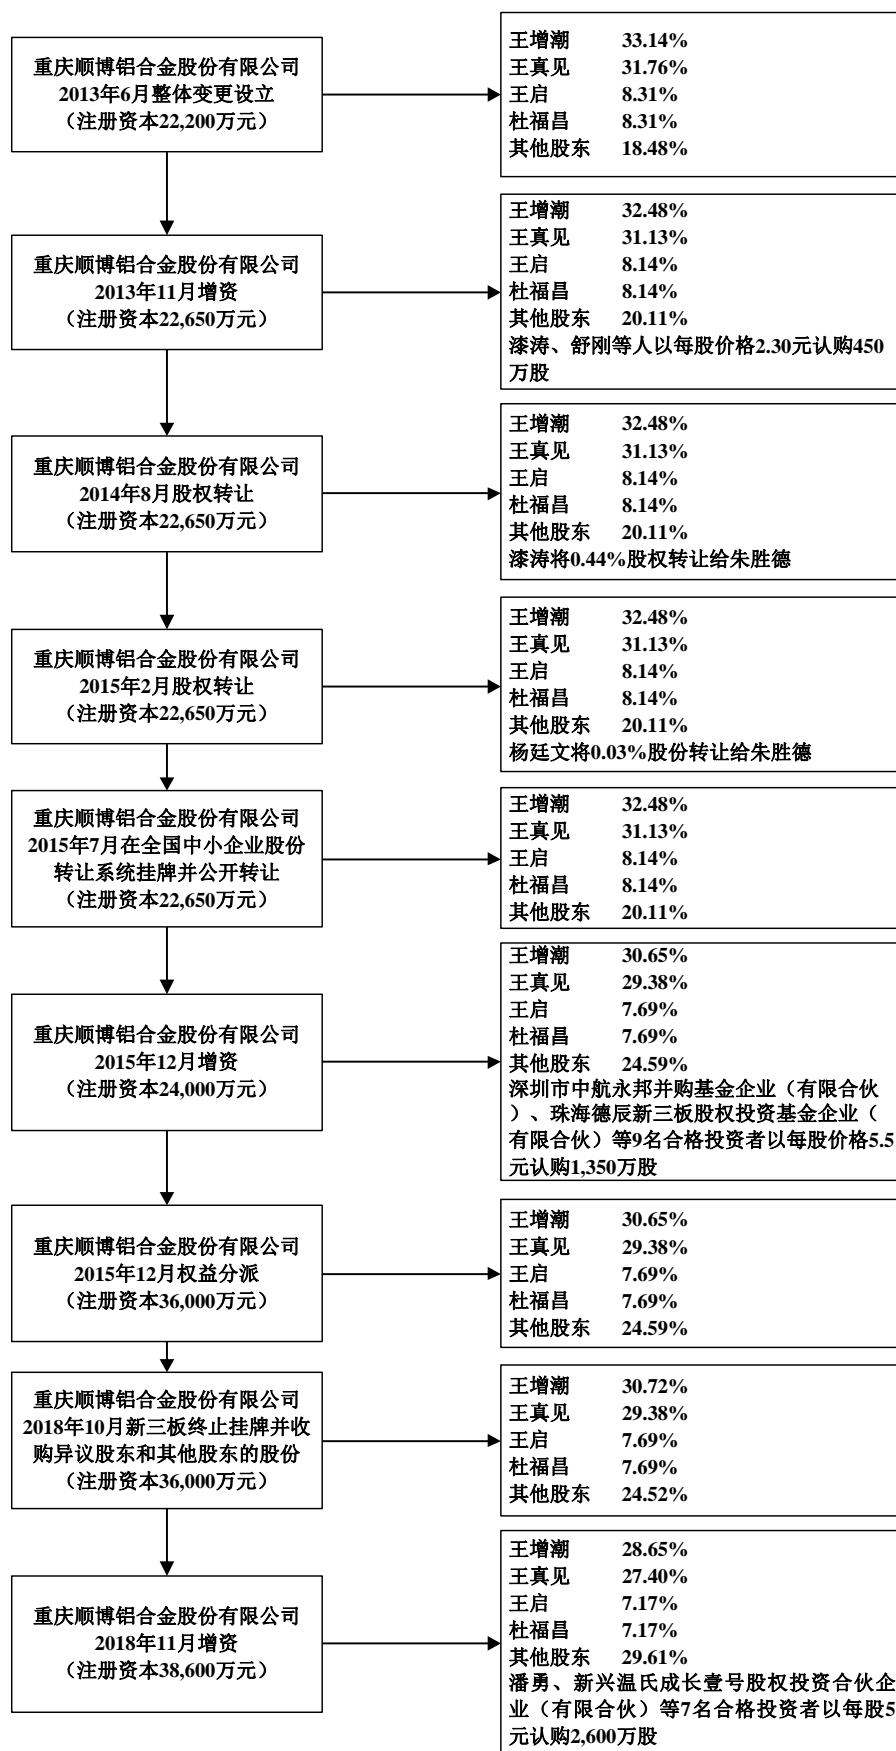 重庆顺博铝合金股份有限公司
2013年6月整体变更设立
（注册资本22,200万元）
王增潮 33.14%
王真见 31.76%
王启 8.31%
杜福昌 8.31%
其他股东 18.48%
重庆顺博铝合金股份有限公司
2013年11月增资
（注册资本22,650万元）
王增潮 32.48%
王真见 31.13%
王启 8.14%
杜福昌 8.14%
其他股东 20.11%
漆涛、舒刚等人以每股价格2.30元认购450
万股
重庆顺博铝合金股份有限公司
2014年8月股权转让
（注册资本22,650万元）
王增潮 32.48%
王真见 31.13%
王启 8.14%
杜福昌 8.14%
其他股东 20.11%
漆涛将0.44%股权转让给朱胜德
重庆顺博铝合金股份有限公司
2015年2月股权转让
（注册资本22,650万元）
王增潮 32.48%
王真见 31.13%
王启 8.14%
杜福昌 8.14%
其他股东 20.11%
杨廷文将0.03%股份转让给朱胜德
重庆顺博铝合金股份有限公司
2015年7月在全国中小企业股份
转让系统挂牌并公开转让
（注册资本22,650万元）
王增潮 32.48%
王真见 31.13%
王启 8.14%
杜福昌 8.14%
其他股东 20.11%
重庆顺博铝合金股份有限公司
2015年12月增资
（注册资本24,000万元）
王增潮 30.65%
王真见 29.38%
王启 7.69%
杜福昌 7.69%
其他股东 24.59%
深圳市中航永邦并购基金企业（有限合伙
）、珠海德辰新三板股权投资基金企业（
有限合伙）等9名合格投资者以每股价格5.5
元认购1,350万股
重庆顺博铝合金股份有限公司
2015年12月权益分派
（注册资本36,000万元）
王增潮 30.65%
王真见 29.38%
王启 7.69%
杜福昌 7.69%
其他股东 24.59%
重庆顺博铝合金股份有限公司
2018年10月新三板终止挂牌并收
购异议股东和其他股东的股份
（注册资本36,000万元）
王增潮 30.72%
王真见 29.38%
王启 7.69%
杜福昌 7.69%
其他股东 24.52%
重庆顺博铝合金股份有限公司
2018年11月增资
（注册资本38,600万元）
王增潮 28.65%
王真见 27.40%
王启 7.17%
杜福昌 7.17%
其他股东 29.61%
潘勇、新兴温氏成长壹号股权投资合伙企
业（有限合伙）等7名合格投资者以每股5
元认购2,600万股